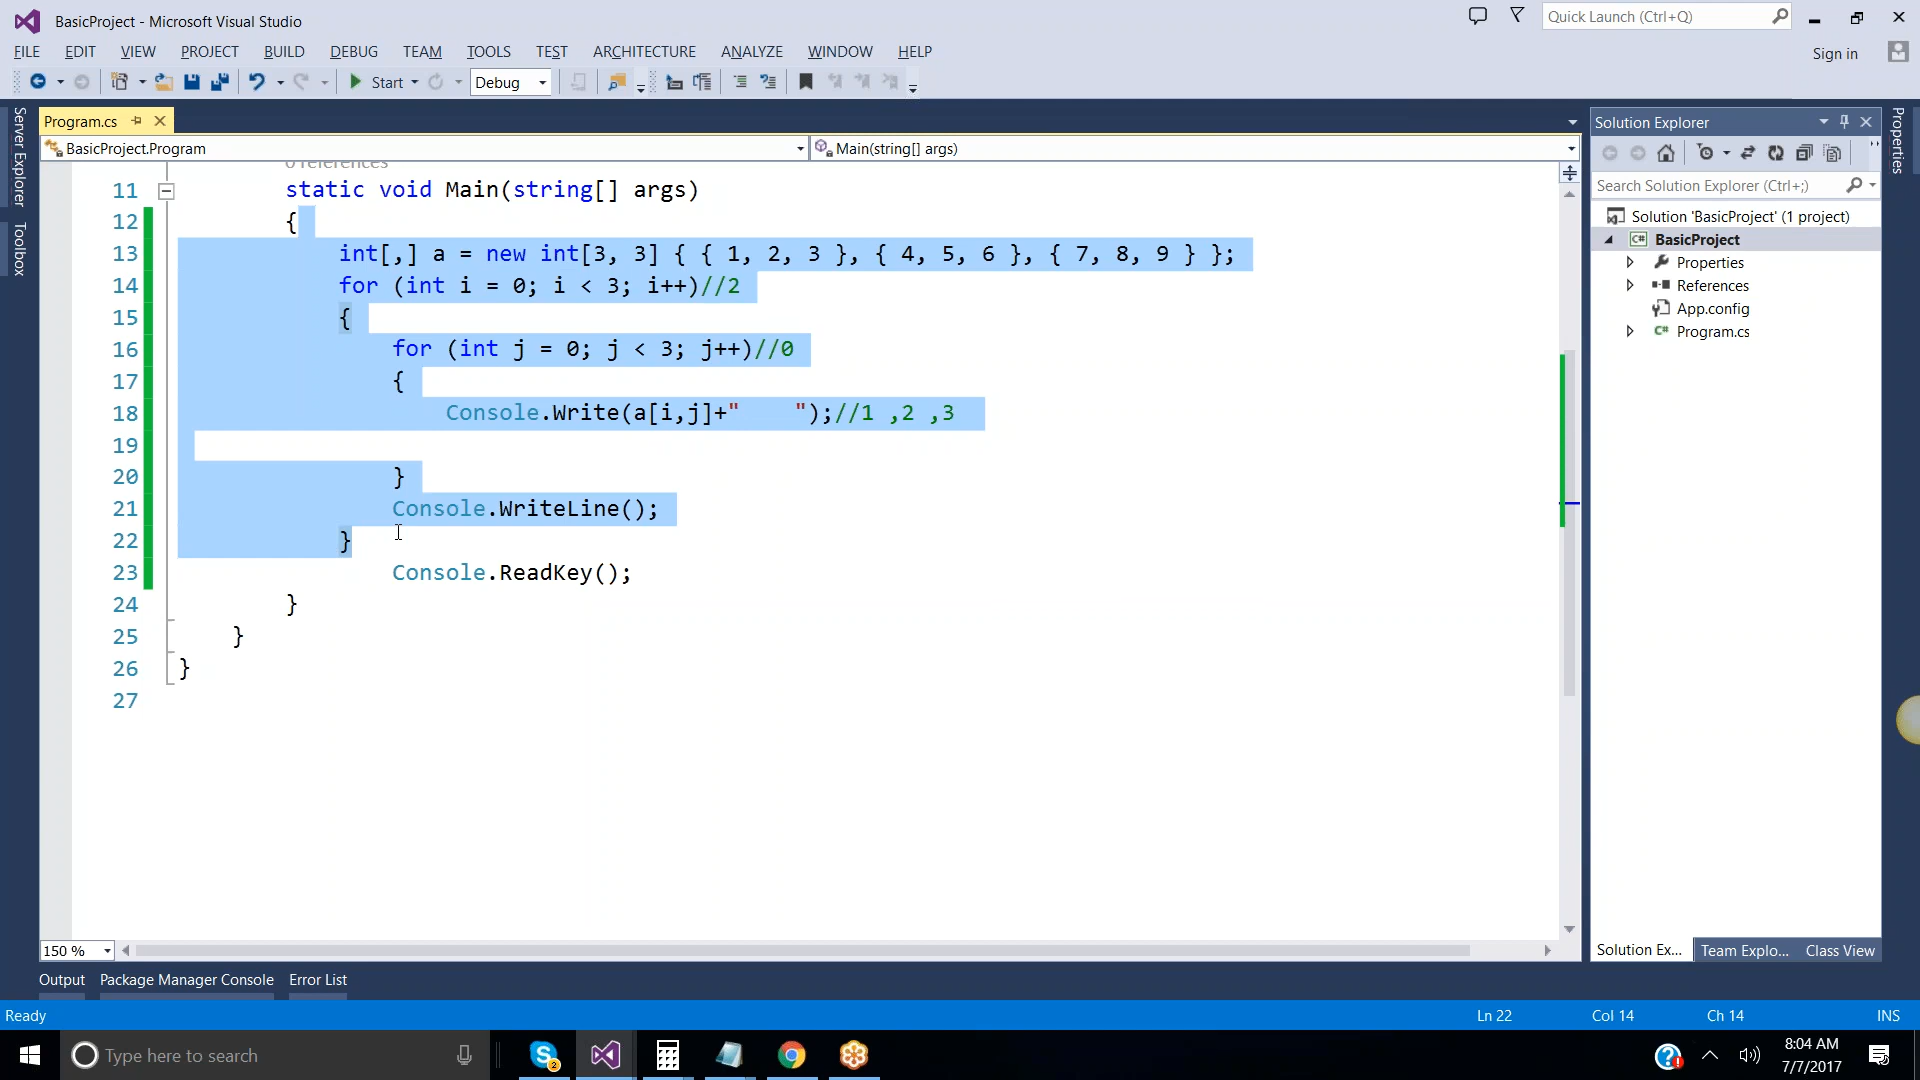 BasicProject - Microsoft Visual Studio
Quick Launch (Ctrl+Q)
FILE EDIT VIEW PROJECT BUILD DEBUG TEAM TOOLS TEST ARCHITECTURE ANALYZE WINDOW HELP
Sign in
Start Debug
Server Explorer
Toolbox
Program.cs
BasicProject.Program
Main(string[] args)
0 references
11 static void Main(string[] args)
12 {
13 int[,] a = new int[3, 3] { { 1, 2, 3 }, { 4, 5, 6 }, { 7, 8, 9 } };
14 for (int i = 0; i < 3; i++)//2
15 {
16 for (int j = 0; j < 3; j++)//0
17 {
18 Console.Write(a[i,j]+"    ");//1 ,2 ,3
19
20 }
21 Console.WriteLine();
22 }
23 Console.ReadKey();
24 }
25 }
26 }
27
150 %
Solution Explorer
Search Solution Explorer (Ctrl+;)
Solution 'BasicProject' (1 project)
C# BasicProject
Properties
References
App.config
C# Program.cs
Solution Ex... Team Explo... Class View
Properties
Output Package Manager Console Error List
Ready Ln 22 Col 14 Ch 14 INS
Type here to search
2
8:04 AM
7/7/2017